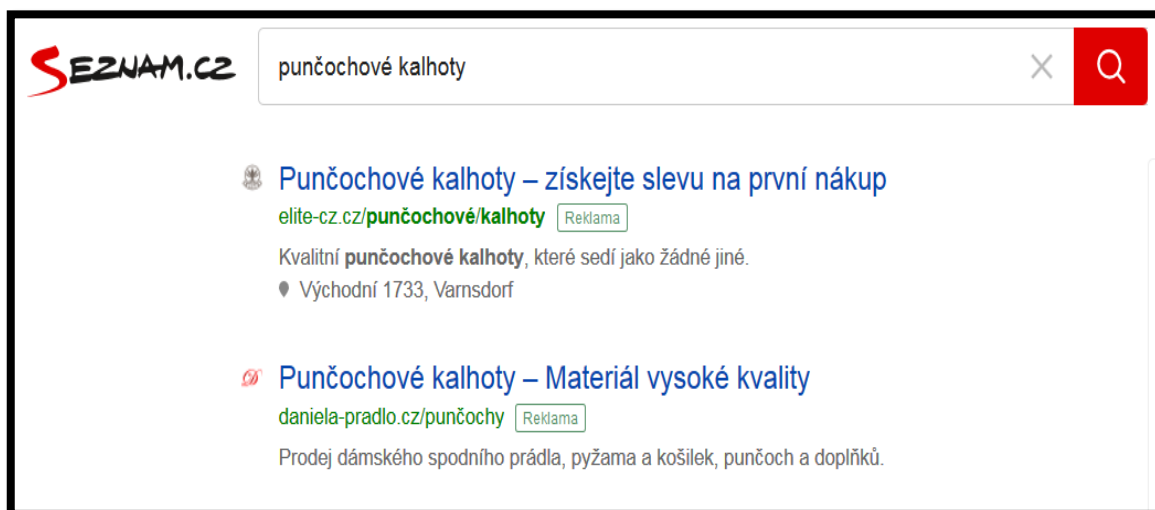 SEZNAM.CZ
punčochové kalhoty
Punčochové kalhoty – získejte slevu na první nákup
elite-cz.cz/punčochové/kalhoty Reklama
Kvalitní punčochové kalhoty, které sedí jako žádné jiné.
Východní 1733, Varnsdorf
Punčochové kalhoty – Materiál vysoké kvality
daniela-pradlo.cz/punčochy Reklama
Prodej dámského spodního prádla, pyžama a košilek, punčoch a doplňků.